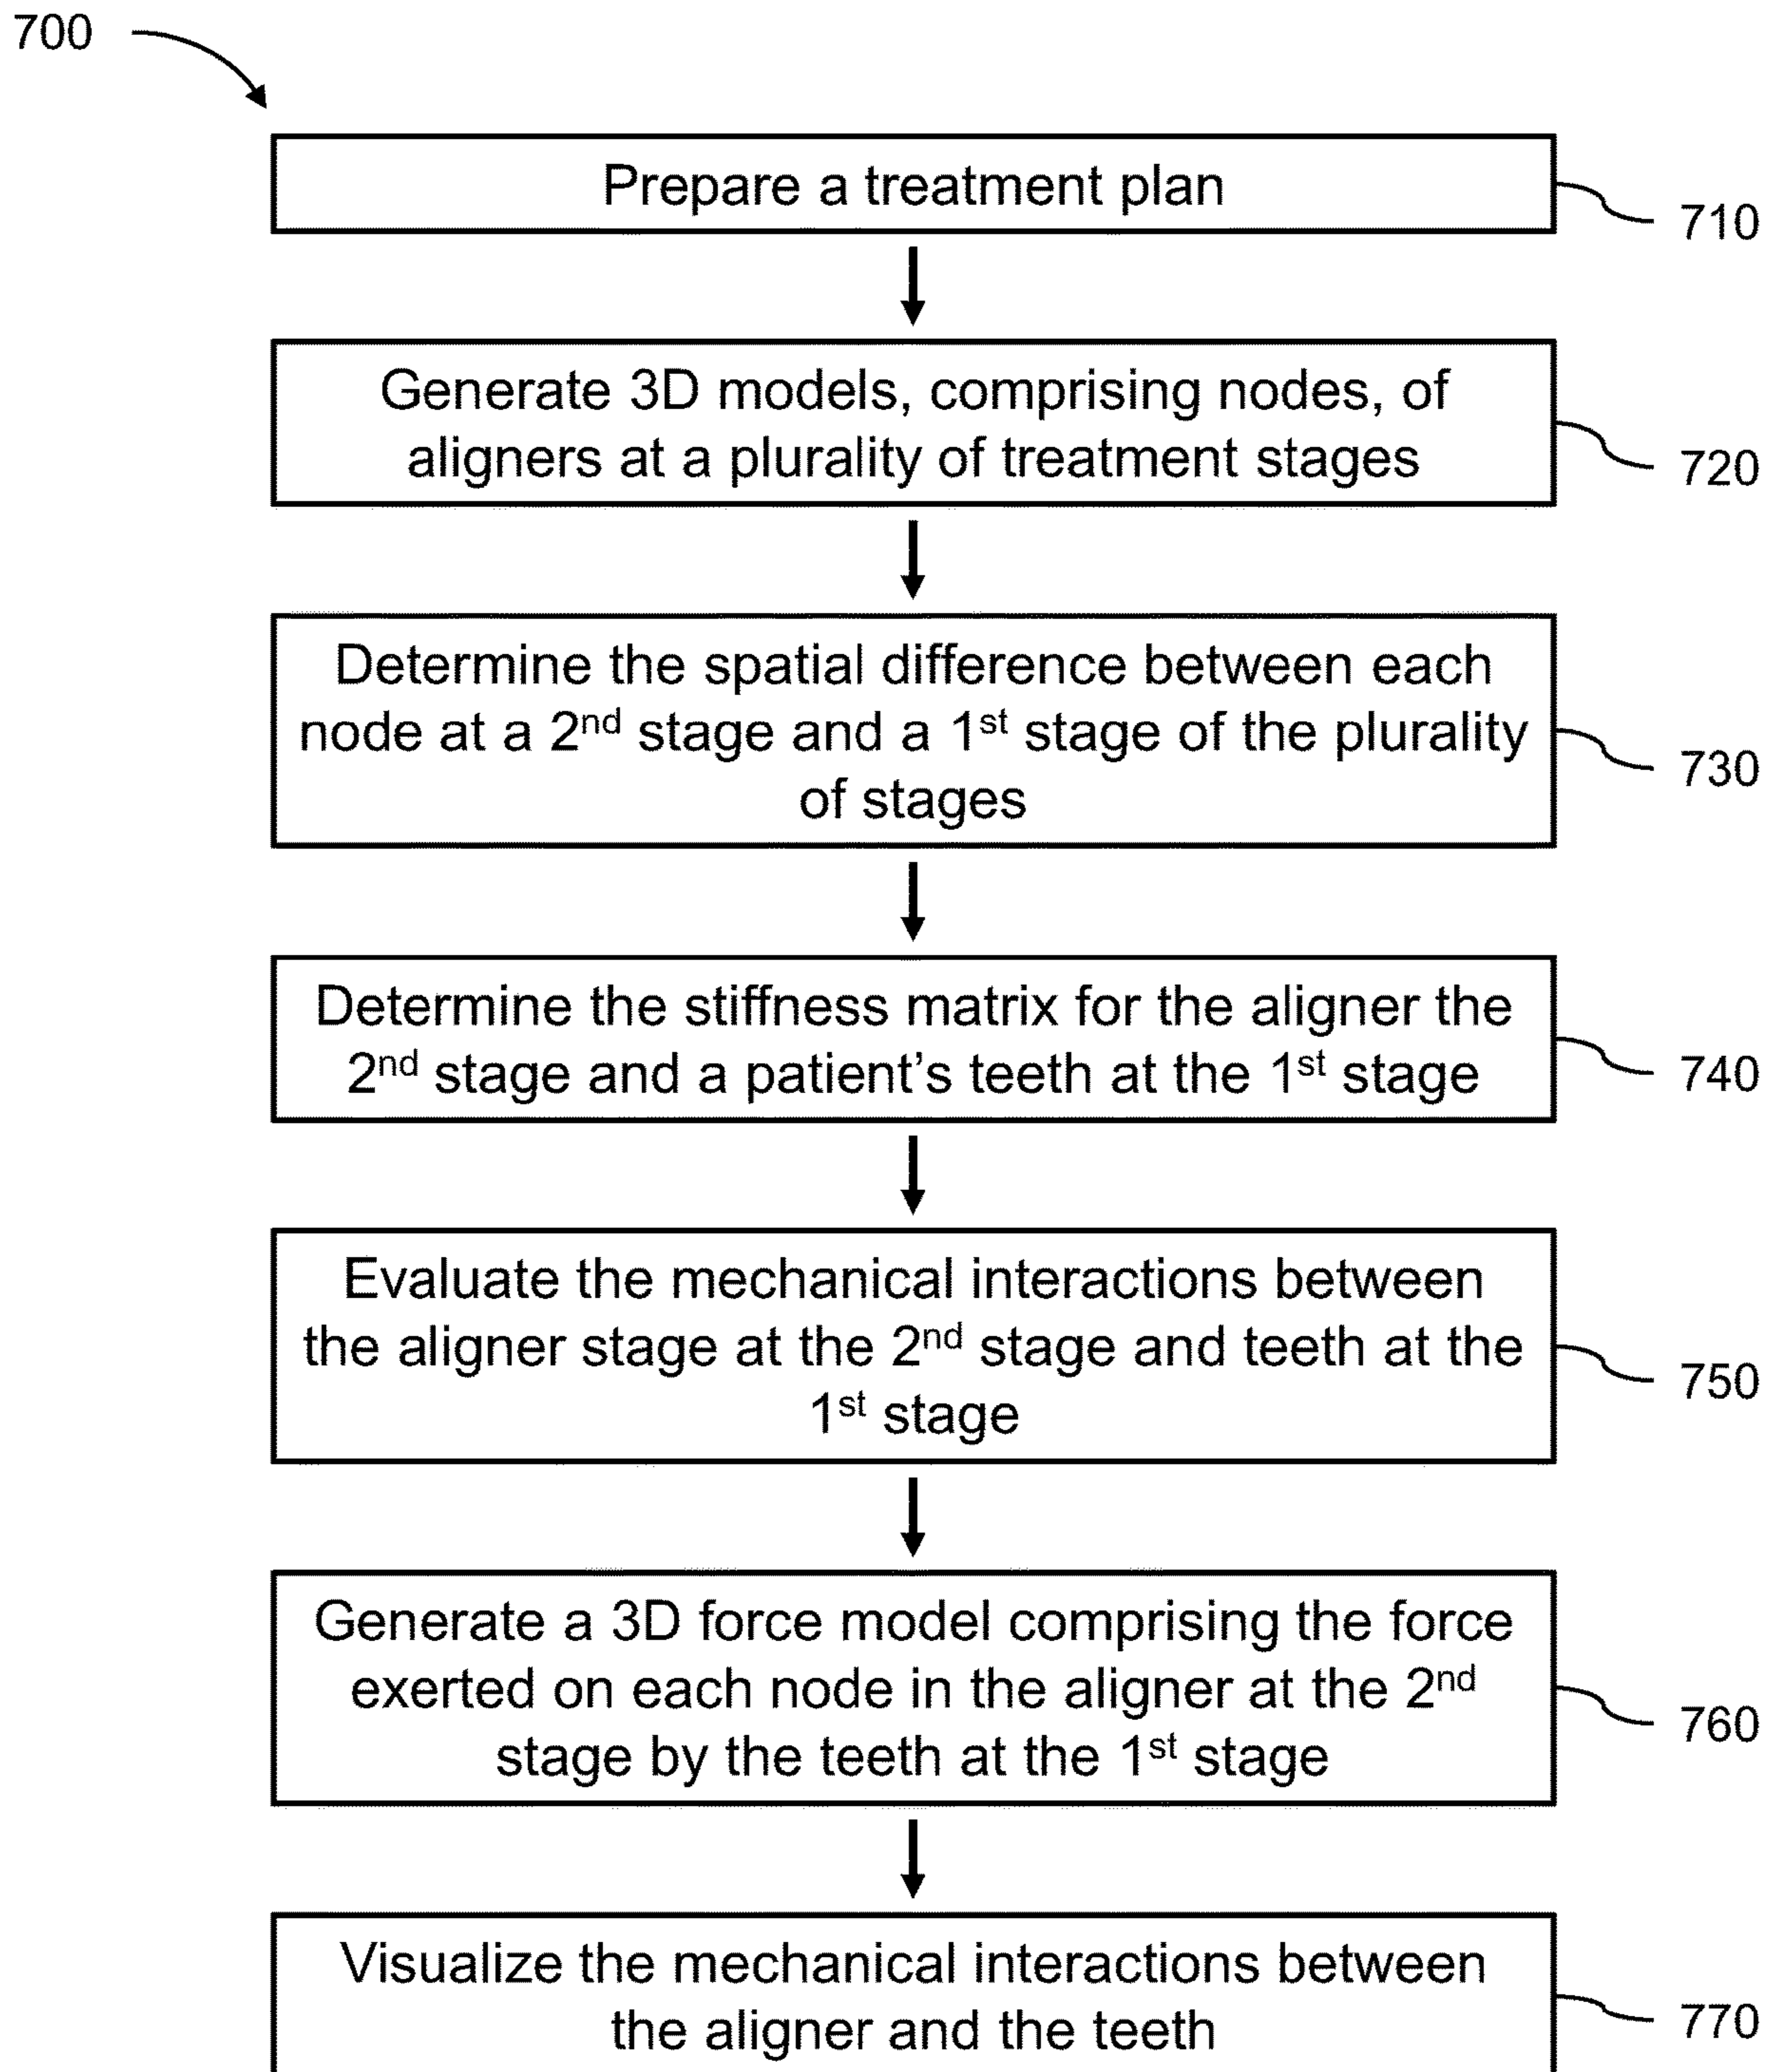 700
Prepare a treatment plan
710
Generate 3D models, comprising nodes, of
aligners at a plurality of treatment stages
720
Determine the spatial difference between each
node at a 2nd stage and a 1st stage of the plurality
of stages
730
Determine the stiffness matrix for the aligner the
2nd stage and a patient’s teeth at the 1st stage
740
Evaluate the mechanical interactions between
the aligner stage at the 2nd stage and teeth at the
1st stage
750
Generate a 3D force model comprising the force
exerted on each node in the aligner at the 2nd
stage by the teeth at the 1st stage
760
Visualize the mechanical interactions between
the aligner and the teeth
770